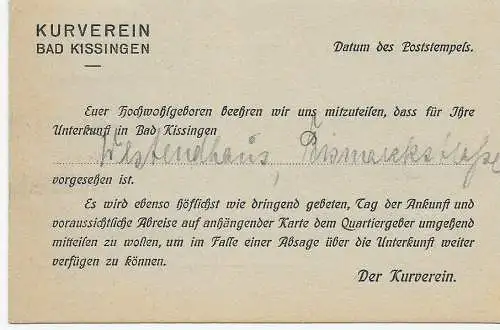 KURVEREIN
BAD KISSINGEN
Datum des Poststempels.
Euer Hochwohlgeboren beehren wir uns mitzuteilen, dass für Ihre
Unterkunft in Bad Kissingen
Westendhaus, Bismarckstraße
vorgesehen ist.
Es wird ebenso höflichst wie dringend gebeten, Tag der Ankunft und
voraussichtliche Abreise auf anhängender Karte dem Quartiergeber umgehend
mitteilen zu wollen, um im Falle einer Absage über die Unterkunft weiter
verfügen zu können.
Der Kurverein.